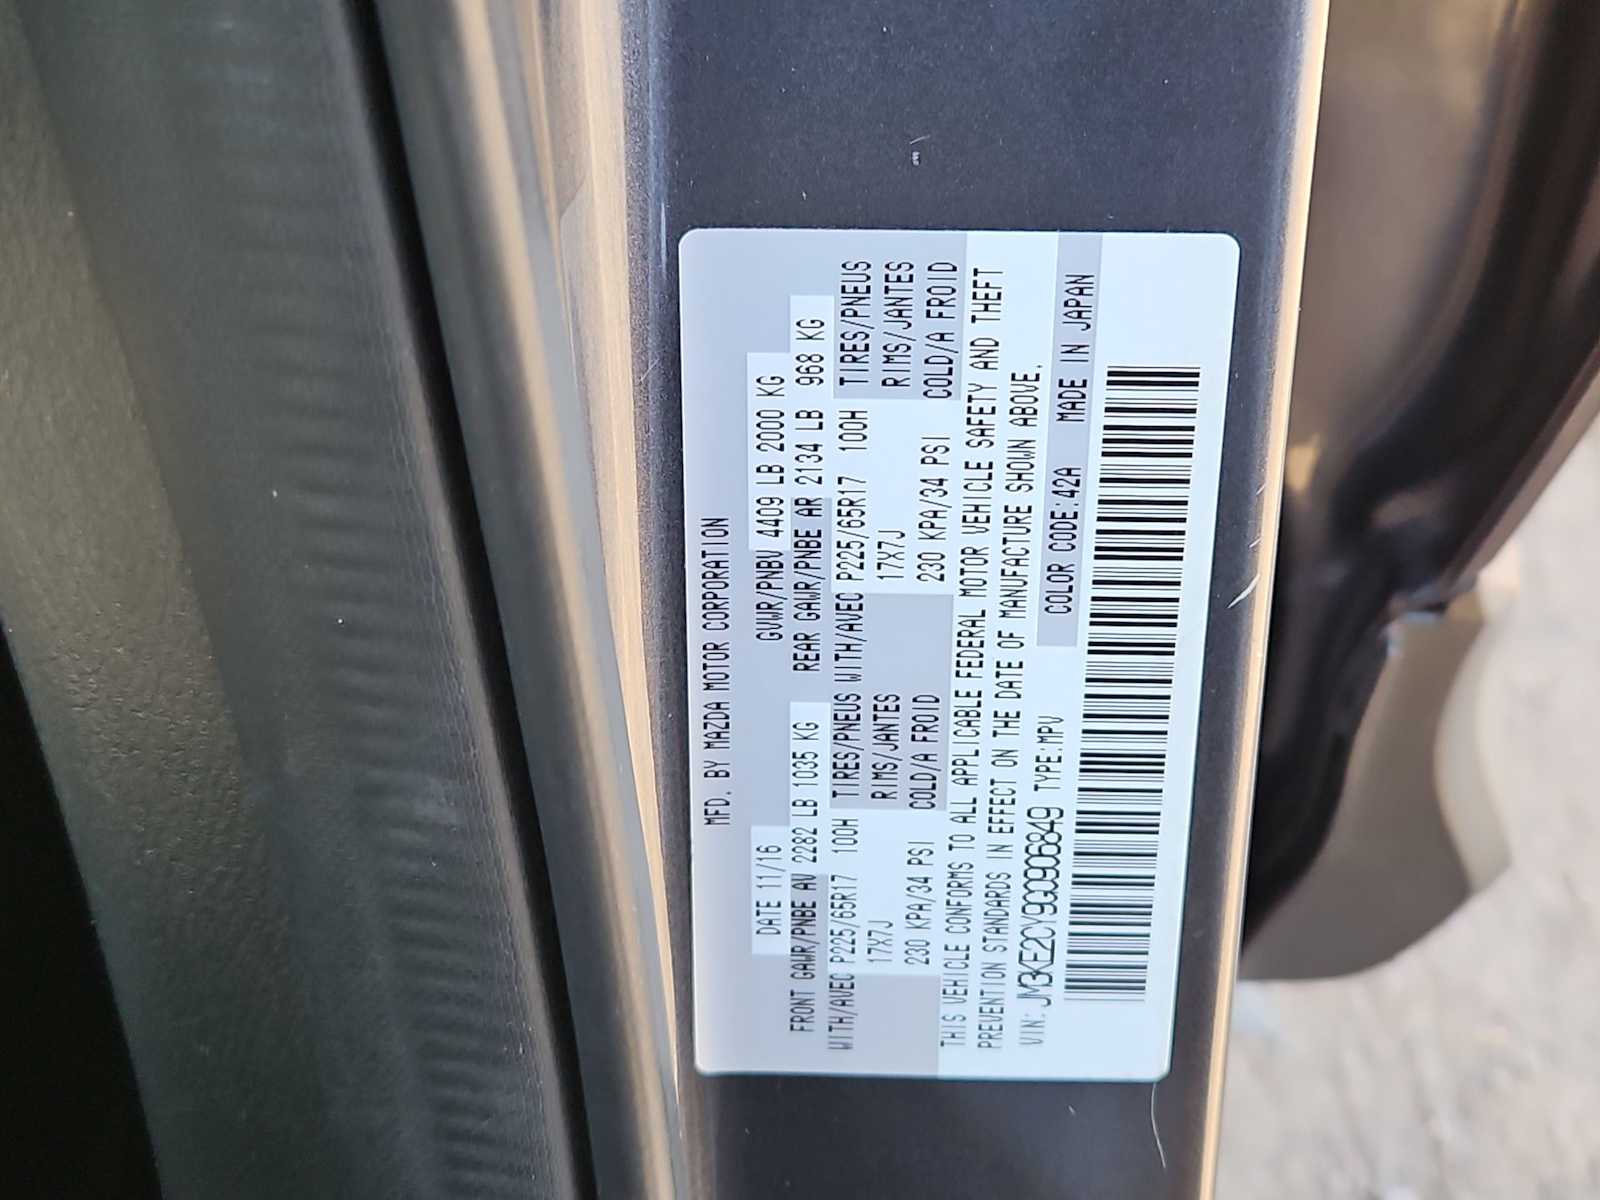 MFD. BY MAZDA MOTOR CORPORATION
DATE 11/16 GVWR/PNBV 4409 LB 2000 KG
FRONT GAWR/PNBE AV 2282 LB 1035 KG REAR GAWR/PNBE AR 2134 LB 968 KG
WITH/AVEC P225/65R17 100H TIRES/PNEUS WITH/AVEC P225/65R17 100H TIRES/PNEUS
17X7J RIMS/JANTES 17X7J RIMS/JANTES
230 KPA/34 PSI COLD/A FROID 230 KPA/34 PSI COLD/A FROID
THIS VEHICLE CONFORMS TO ALL APPLICABLE FEDERAL MOTOR VEHICLE SAFETY AND THEFT
PREVENTION STANDARDS IN EFFECT ON THE DATE OF MANUFACTURE SHOWN ABOVE.
VIN: JM3KE2CY9G0906849 TYPE:MPV COLOR CODE:42A MADE IN JAPAN